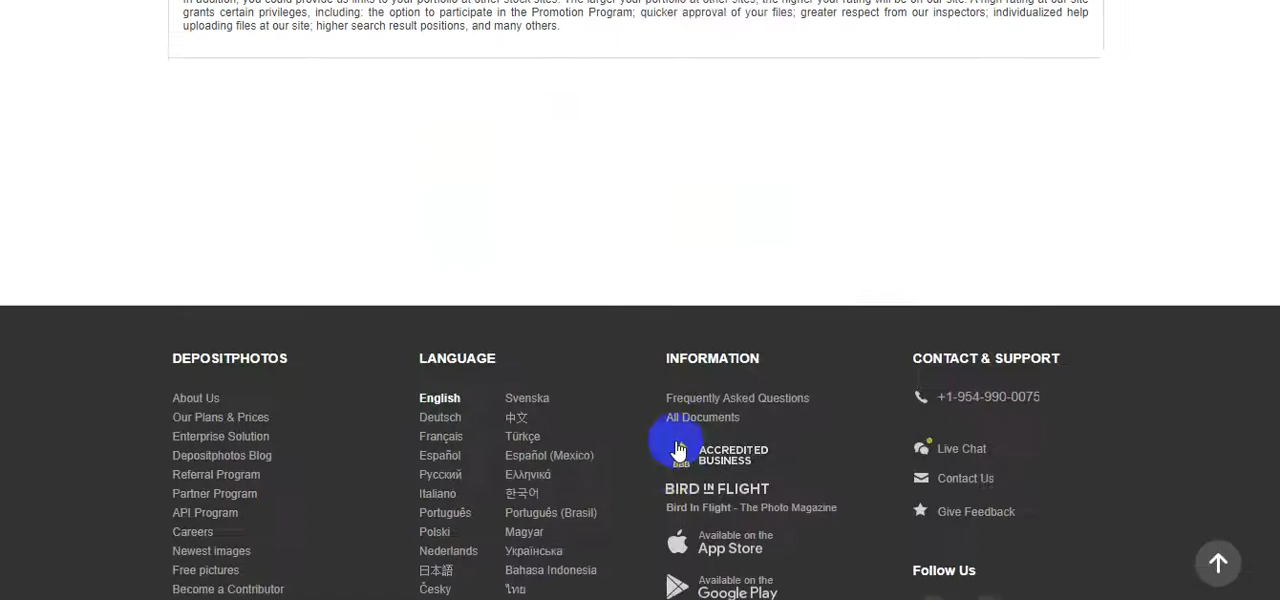 In addition, you could provide us links to your portfolio at other stock sites. The larger your portfolio at other sites, the higher your rating will be on our site. A high rating at our site
grants certain privileges, including: the option to participate in the Promotion Program; quicker approval of your files; greater respect from our inspectors; individualized help
uploading files at our site; higher search result positions, and many others.
DEPOSITPHOTOS
About Us
Our Plans & Prices
Enterprise Solution
Depositphotos Blog
Referral Program
Partner Program
API Program
Careers
Newest images
Free pictures
Become a Contributor
LANGUAGE
English
Deutsch
Français
Español
Русский
Italiano
Português
Polski
Nederlands
日本語
Česky
Svenska
中文
Türkçe
Español (Mexico)
Ελληνικά
한국어
Português (Brasil)
Magyar
Українська
Bahasa Indonesia
ไทย
INFORMATION
Frequently Asked Questions
All Documents
ACCREDITED
BUSINESS
BIRD IN FLIGHT
Bird In Flight - The Photo Magazine
Available on the
App Store
Available on the
Google Play
CONTACT & SUPPORT
+1-954-990-0075
Live Chat
Contact Us
Give Feedback
Follow Us